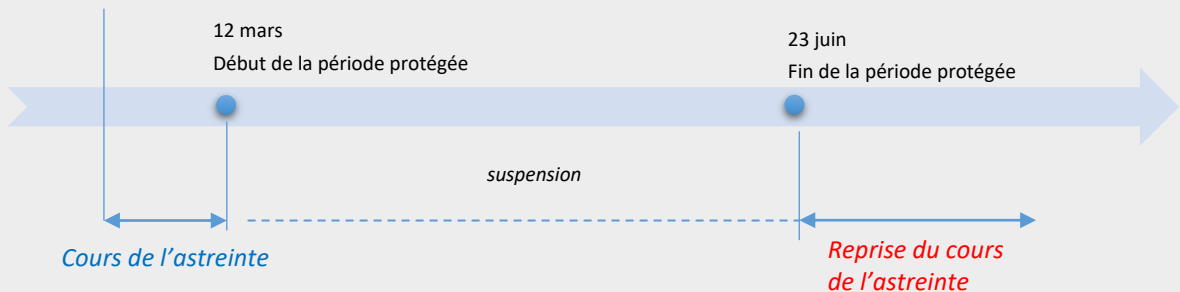 12 mars
Début de la période protégée
23 juin
Fin de la période protégée
suspension
Cours de l’astreinte
Reprise du cours
de l’astreinte